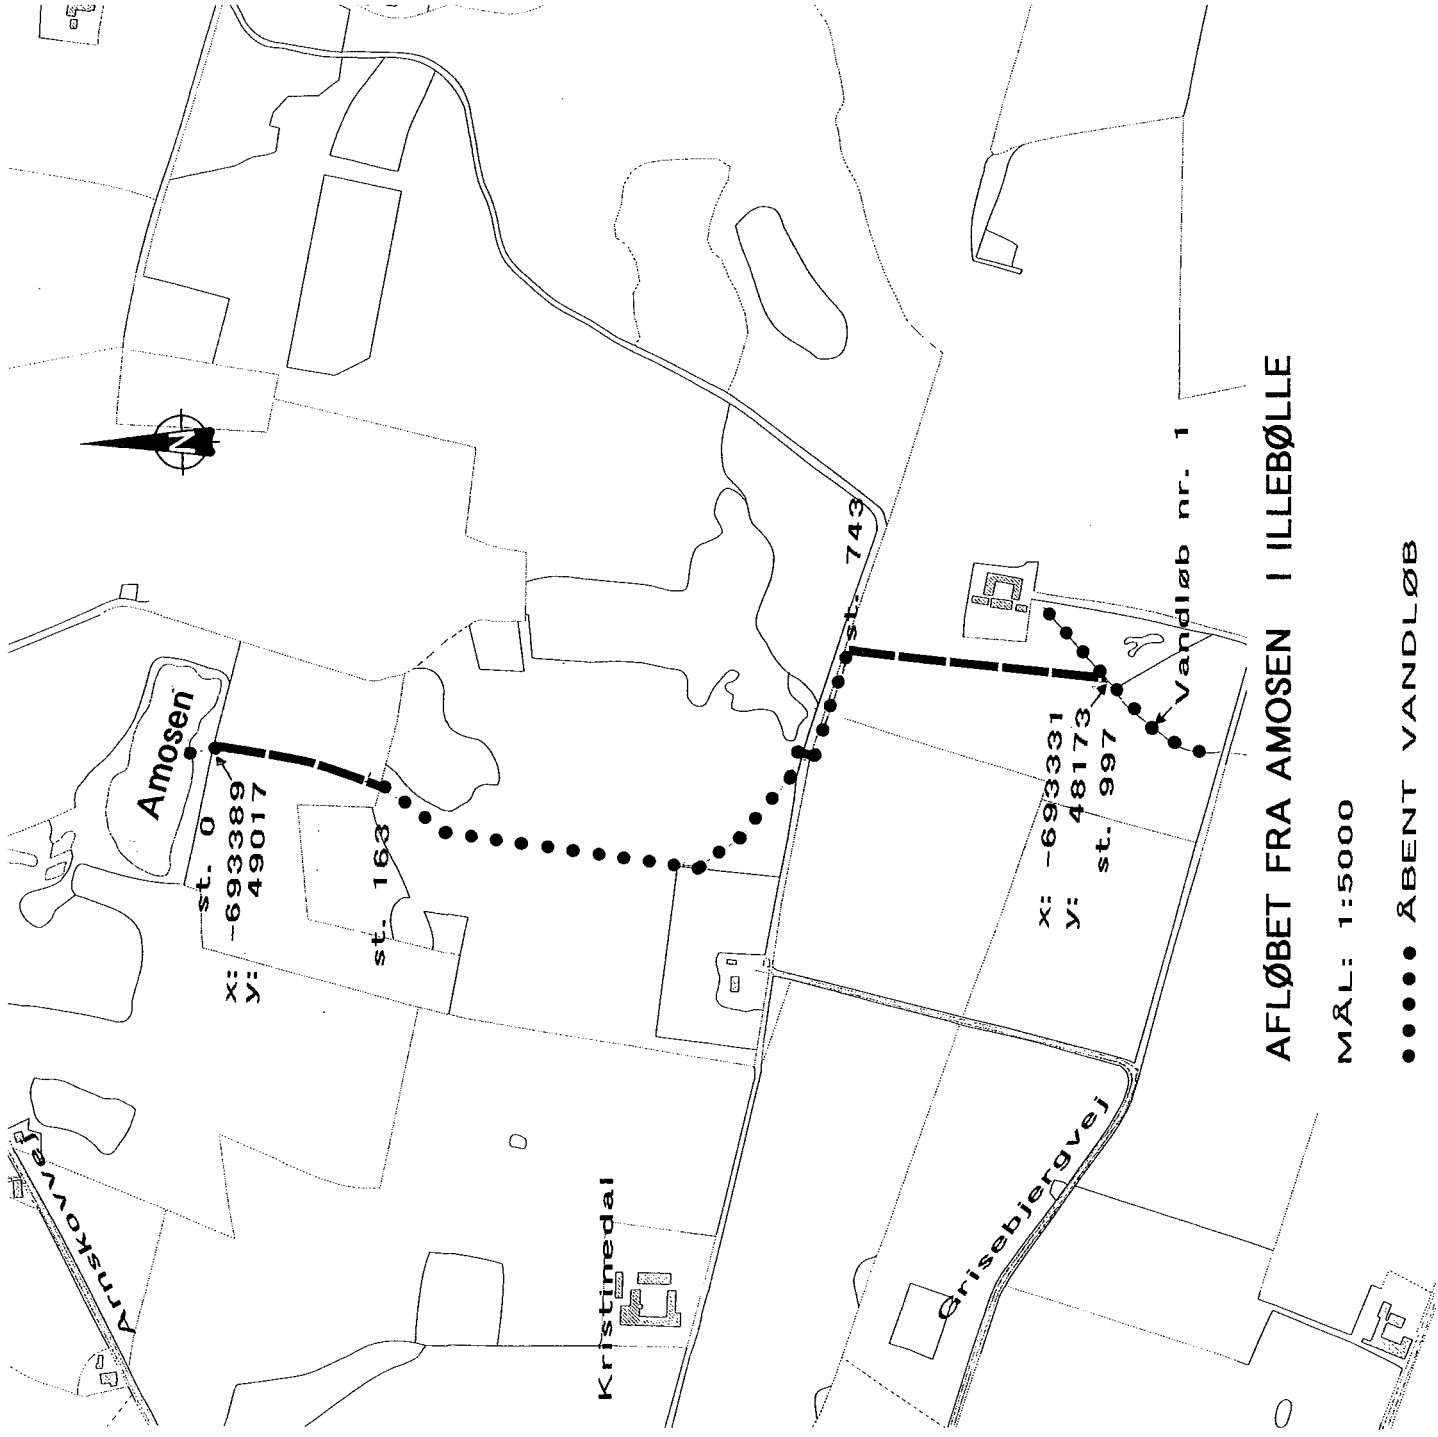 Arnskovvej
Amosen
st. 0
x: -693389
y: 49017
st. 163
N
Kristinedal
st. 743
Grisebjergvej
x: -693331
y: 48173
st. 997
Vandløb nr. 1
AFLØBET FRA AMOSEN I ILLEBØLLE
MÅL: 1:5000
ÅBENT VANDLØB